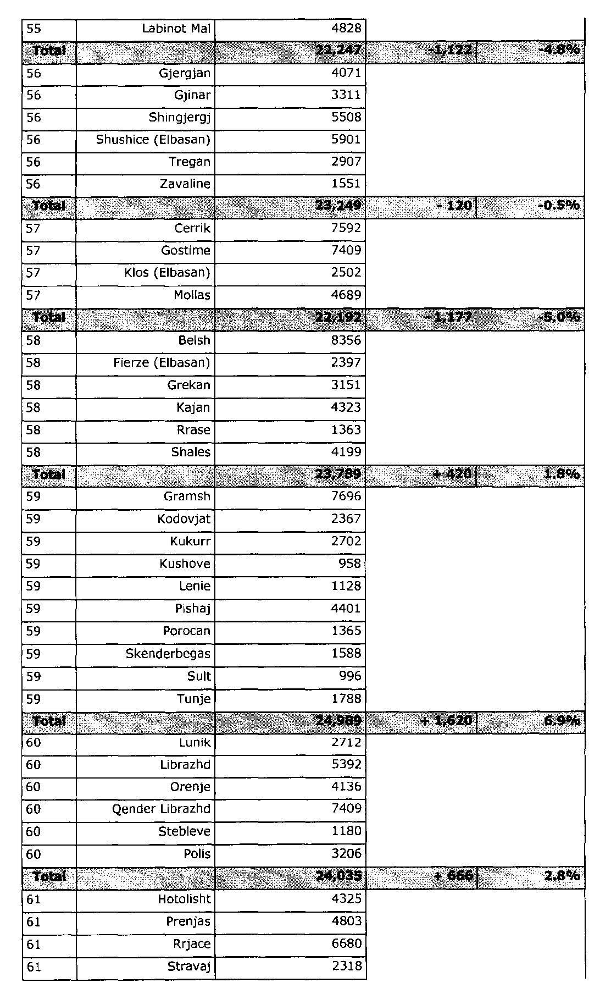 55 Labinot Mal 4828
Total 22,247 -1,122 -4.8%
56 Gjergjan 4071
56 Gjinar 3311
56 Shingjergj 5508
56 Shushice (Elbasan) 5901
56 Tregan 2907
56 Zavaline 1551
Total 23,249 - 120 -0.5%
57 Cerrik 7592
57 Gostime 7409
57 Klos (Elbasan) 2502
57 Mollas 4689
Total 22,192 - 1,177 -5.0%
58 Belsh 8356
58 Fierze (Elbasan) 2397
58 Grekan 3151
58 Kajan 4323
58 Rrase 1363
58 Shales 4199
Total 23,789 + 420 1.8%
59 Gramsh 7696
59 Kodovjat 2367
59 Kukurr 2702
59 Kushove 958
59 Lenie 1128
59 Pishaj 4401
59 Porocan 1365
59 Skenderbegas 1588
59 Sult 996
59 Tunje 1788
Total 24,989 + 1,620 6.9%
60 Lunik 2712
60 Librazhd 5392
60 Orenje 4136
60 Qender Librazhd 7409
60 Stebleve 1180
60 Polis 3206
Total 24,035 + 666 2.8%
61 Hotolisht 4325
61 Prenjas 4803
61 Rrjace 6680
61 Stravaj 2318